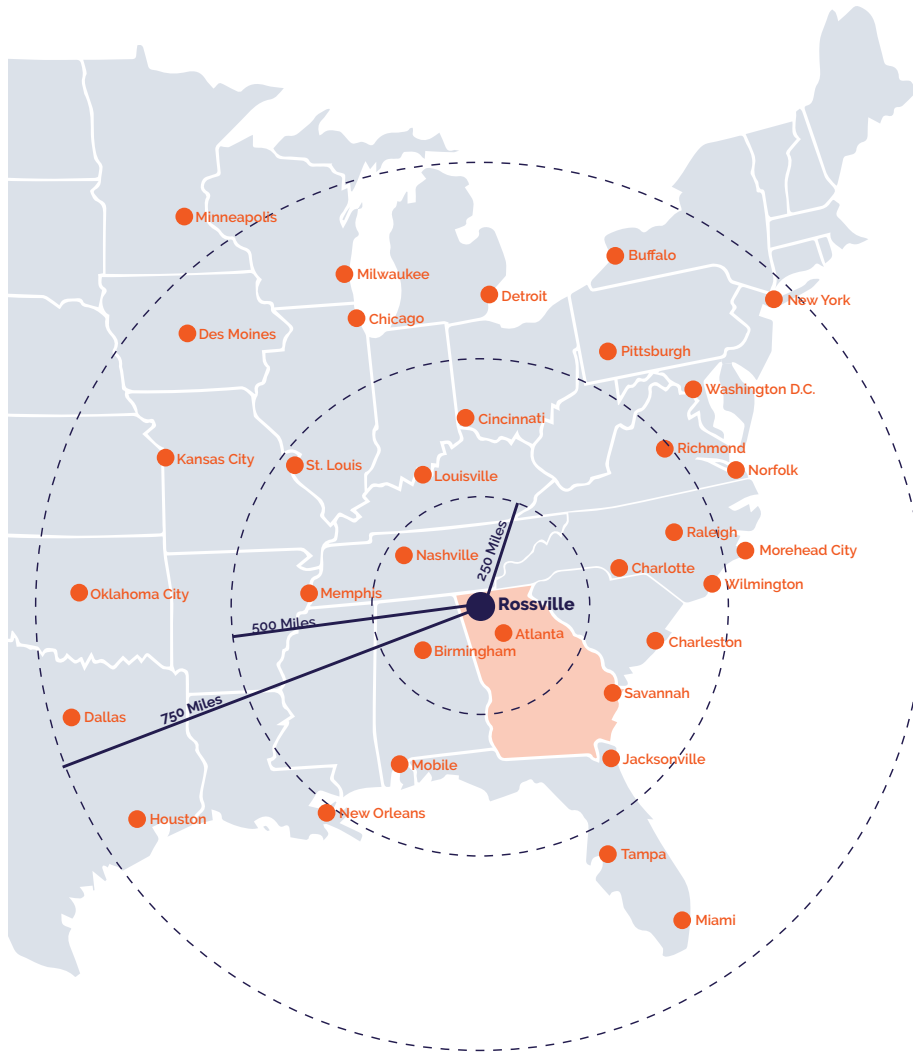 Minneapolis
Buffalo
Milwaukee
Detroit
New York
Chicago
Des Moines
Pittsburgh
Washington D.C.
Cincinnati
Richmond
Kansas City
St. Louis
Norfolk
Louisville
Raleigh
250 Miles
Nashville
Morehead City
Charlotte
Wilmington
Oklahoma City
Memphis
Rossville
500 Miles
Atlanta
Charleston
Birmingham
Savannah
750 Miles
Dallas
Jacksonville
Mobile
New Orleans
Houston
Tampa
Miami